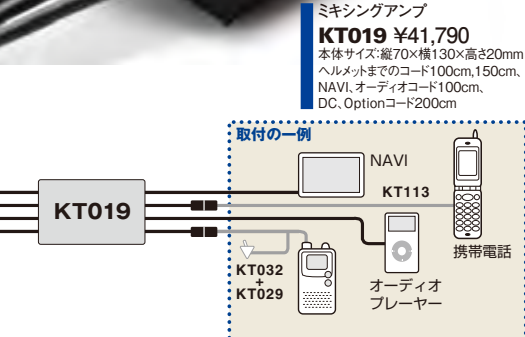 ミキシングアンプ
KT019 ¥41,790
本体サイズ:縦70×横130×高さ20mm
ヘルメットまでのコード100cm,150cm、
NAVI、オーディオコード100cm、
DC、Optionコード200cm
取付の一例
NAVI
KT113
KT019
携帯電話
KT032
+
KT029
オーディオ
プレーヤー